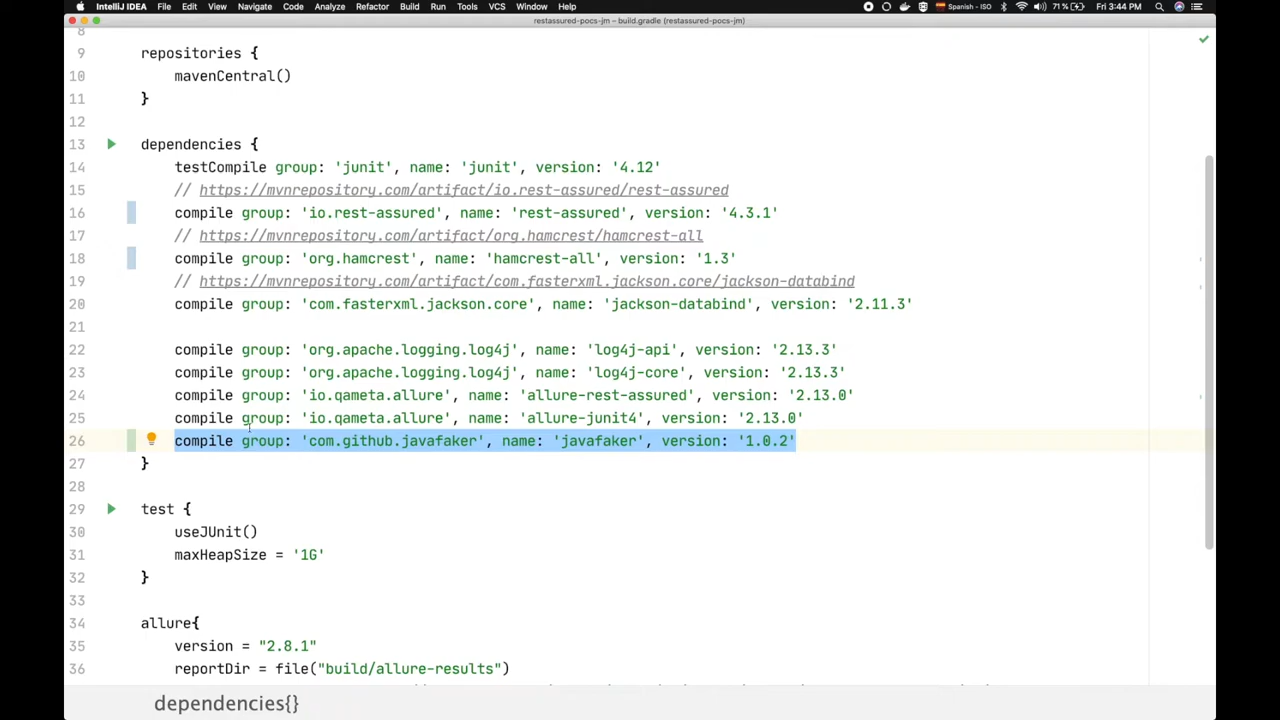 IntelliJ IDEA File Edit View Navigate Code Analyze Refactor Build Run Tools VCS Window Help Spanish - ISO 71 % Fri 3:44 PM
restassured-pocs-jm – build.gradle (restassured-pocs-jm)
8
9 repositories {
10 mavenCentral()
11 }
12
13 dependencies {
14 testCompile group: 'junit', name: 'junit', version: '4.12'
15 // https://mvnrepository.com/artifact/io.rest-assured/rest-assured
16 compile group: 'io.rest-assured', name: 'rest-assured', version: '4.3.1'
17 // https://mvnrepository.com/artifact/org.hamcrest/hamcrest-all
18 compile group: 'org.hamcrest', name: 'hamcrest-all', version: '1.3'
19 // https://mvnrepository.com/artifact/com.fasterxml.jackson.core/jackson-databind
20 compile group: 'com.fasterxml.jackson.core', name: 'jackson-databind', version: '2.11.3'
21
22 compile group: 'org.apache.logging.log4j', name: 'log4j-api', version: '2.13.3'
23 compile group: 'org.apache.logging.log4j', name: 'log4j-core', version: '2.13.3'
24 compile group: 'io.qameta.allure', name: 'allure-rest-assured', version: '2.13.0'
25 compile group: 'io.qameta.allure', name: 'allure-junit4', version: '2.13.0'
26 compile group: 'com.github.javafaker', name: 'javafaker', version: '1.0.2'
27 }
28
29 test {
30 useJUnit()
31 maxHeapSize = '1G'
32 }
33
34 allure{
35 version = "2.8.1"
36 reportDir = file("build/allure-results")
dependencies{}